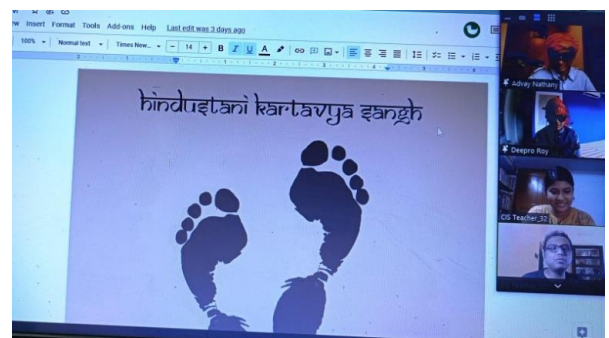 Insert Format Tools Add-ons Help Last edit was 3 days ago
100% Normal text Times New... − 14 + B I U A
hindustani kartavya sangh
Advay Nathany
Deepro Roy
CIS Teacher_32